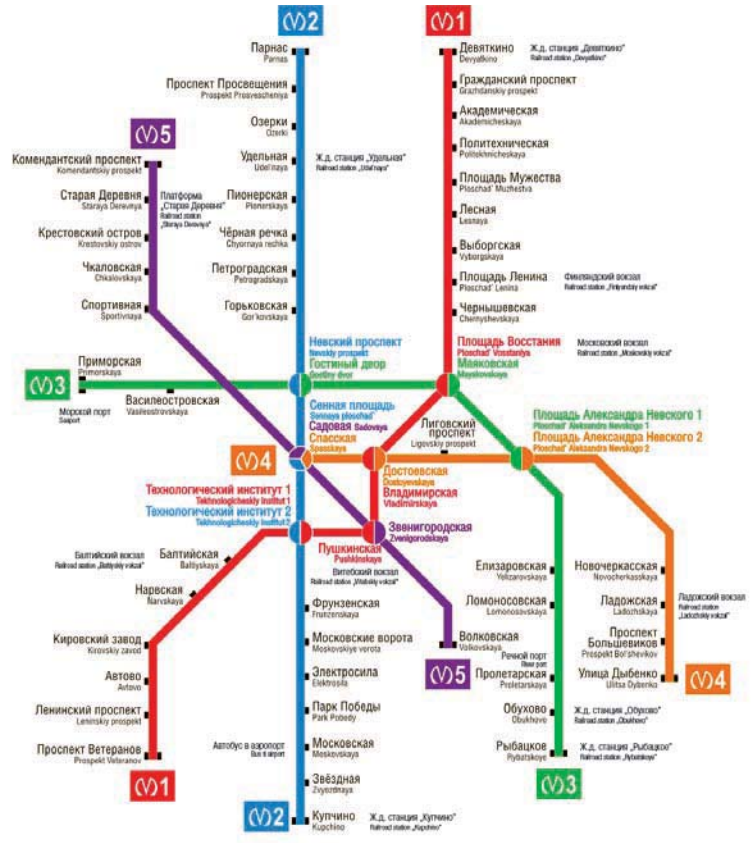 (V)2
(V)1
Парнас
Parnas
Девяткино
Devyatkino
Ж.д. станция „Девяткино"
Railroad station „Devyatkino"
Проспект Просвещения
Prospekt Prosvescheniya
Гражданский проспект
Grazhdanskiy prospekt
Озерки
Ozerki
Академическая
Akademicheskaya
(V)5
Удельная
Udel'naya
Ж.д. станция „Удельная"
Railroad station „Udel'naya"
Политехническая
Politekhnicheskaya
Комендантский проспект
Komendantskiy prospekt
Площадь Мужества
Ploschad' Muzhestva
Старая Деревня
Staraya Derevnya
Платформа
„Старая Деревня"
Railroad station
„Staraya Derevnya"
Пионерская
Pionerskaya
Лесная
Lesnaya
Крестовский остров
Krestovskiy ostrov
Чёрная речка
Chyornaya rechka
Выборгская
Vyborgskaya
Чкаловская
Chkalovskaya
Петроградская
Petrogradskaya
Площадь Ленина
Ploschad' Lenina
Финляндский вокзал
Railroad station „Finlyandskiy vokzal"
Спортивная
Sportivnaya
Горьковская
Gor'kovskaya
Чернышевская
Chernyshevskaya
Невский проспект
Nevskiy prospekt
Гостиный двор
Gostiny dvor
Площадь Восстания
Ploschad' Vosstaniya
Маяковская
Mayakovskaya
Московский вокзал
Railroad station „Moskovskiy vokzal"
Приморская
Primorskaya
(V)3
Морской порт
Seaport
Василеостровская
Vasileostrovskaya
Сенная площадь
Sennaya ploschad'
Садовая Sadovaya
Спасская
Spasskaya
Лиговский
проспект
Ligovskiy prospekt
Площадь Александра Невского 1
Ploschad' Aleksandra Nevskogo 1
Площадь Александра Невского 2
Ploschad' Aleksandra Nevskogo 2
(V)4
Достоевская
Dostoyevskaya
Владимирская
Vladimirskaya
Технологический институт 1
Tekhnologicheskiy institut 1
Технологический институт 2
Tekhnologicheskiy institut 2
Звенигородская
Zvenigorodskaya
Пушкинская
Pushkinskaya
Витебский вокзал
Railroad station „Vitebskiy vokzal"
Балтийский вокзал
Railroad station „Baltiyskiy vokzal"
Балтийская
Baltiyskaya
Нарвская
Narvskaya
Елизаровская
Yelizarovskaya
Новочеркасская
Novocherkasskaya
Фрунзенская
Frunzenskaya
Ломоносовская
Lomonosovskaya
Ладожская
Ladozhskaya
Ладожский вокзал
Railroad station
„Ladozhskiy vokzal"
Кировский завод
Kirovskiy zavod
Московские ворота
Moskovskiye vorota
Волковская
Volkovskaya
Проспект
Большевиков
Prospekt Bol'shevikov
Речной порт
River port
Автово
Avtovo
Электросила
Elektrosila
(V)5
Пролетарская
Proletarskaya
Улица Дыбенко
Ulitsa Dybenko
(V)4
Ленинский проспект
Leninskiy prospekt
Парк Победы
Park Pobedy
Обухово
Obukhovo
Ж.д. станция „Обухово"
Railroad station „Obukhovo"
Проспект Ветеранов
Prospekt Veteranov
Автобус в аэропорт
Bus to airport
Московская
Moskovskaya
Рыбацкое
Rybatskoye
Ж.д. станция „Рыбацкое"
Railroad station „Rybatskoye"
(V)1
Звёздная
Zvyozdnaya
(V)3
(V)2
Купчино
Kupchino
Ж.д. станция „Купчино"
Railroad station „Kupchino"